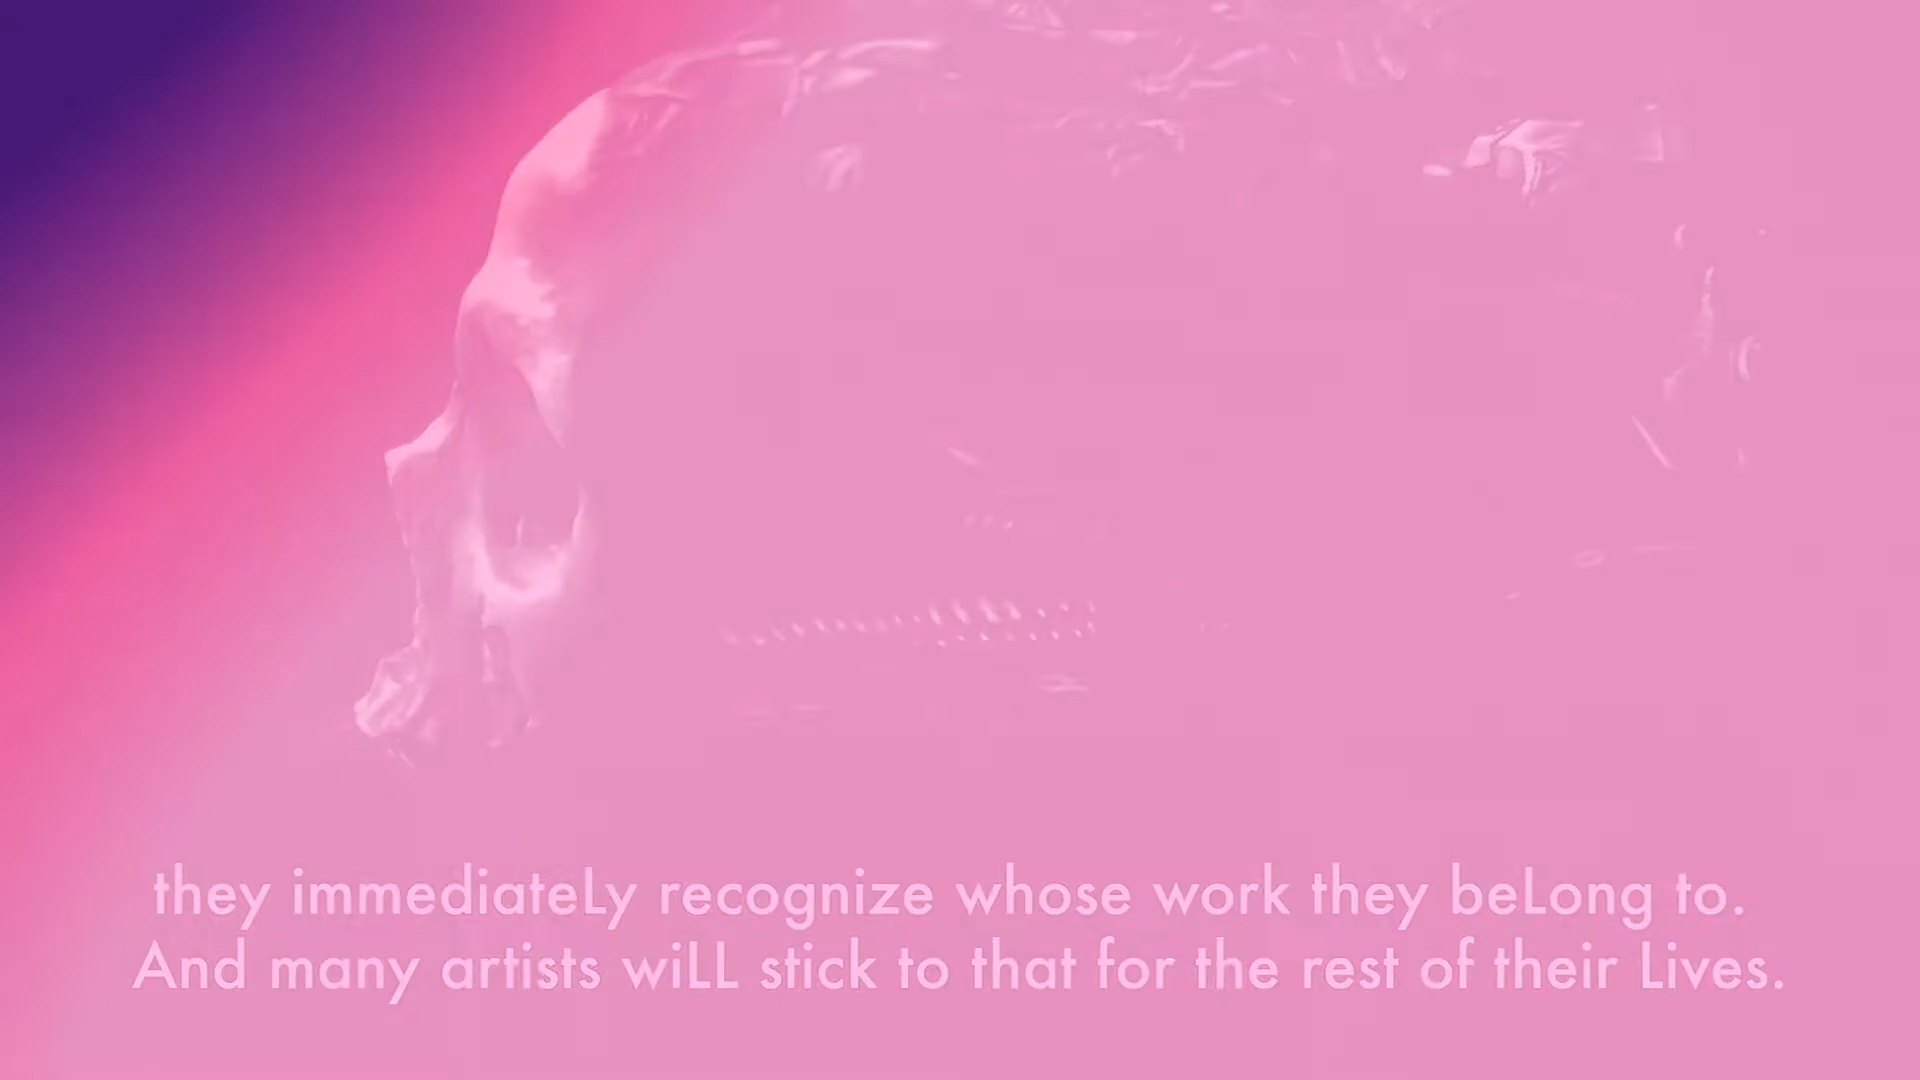 they immediateLy recognize whose work they beLong to.
And many artists wiLL stick to that for the rest of their Lives.